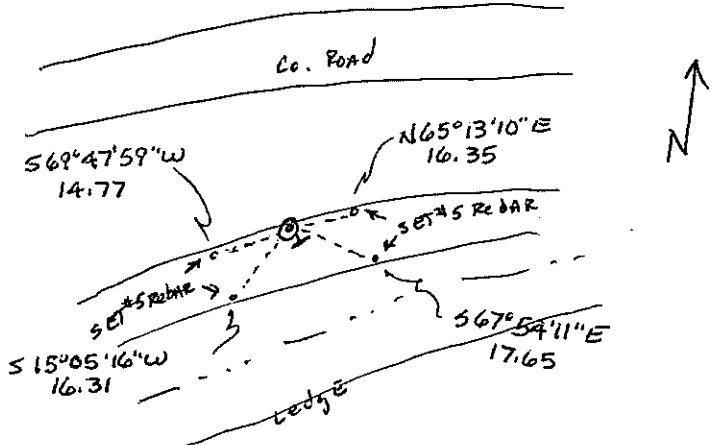 Co. ROAD
N
S69°47'59"W
14.77
N65°13'10"E
16.35
SET #5 ReBAR
SET #5 ReBAR
S15°05'16"W
16.31
S67°54'11"E
17.65
Ledge